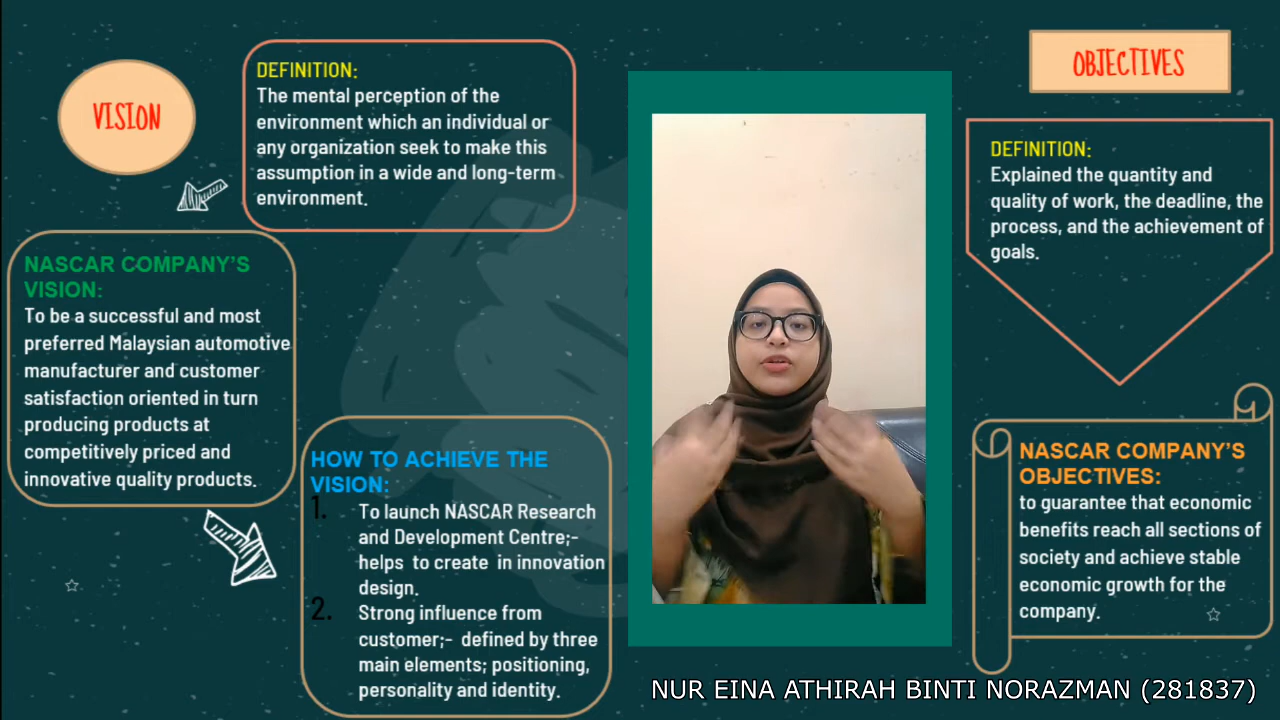 VISION
DEFINITION:
The mental perception of the
environment which an individual or
any organization seek to make this
assumption in a wide and long-term
environment.
NASCAR COMPANY'S
VISION:
To be a successful and most
preferred Malaysian automotive
manufacturer and customer
satisfaction oriented in turn
producing products at
competitively priced and
innovative quality products.
HOW TO ACHIEVE THE
VISION:
1. To launch NASCAR Research
and Development Centre;-
helps to create in innovation
design.
2. Strong influence from
customer;- defined by three
main elements; positioning,
personality and identity.
OBJECTIVES
DEFINITION:
Explained the quantity and
quality of work, the deadline, the
process, and the achievement of
goals.
NASCAR COMPANY'S
OBJECTIVES:
to guarantee that economic
benefits reach all sections of
society and achieve stable
economic growth for the
company.
NUR EINA ATHIRAH BINTI NORAZMAN (281837)